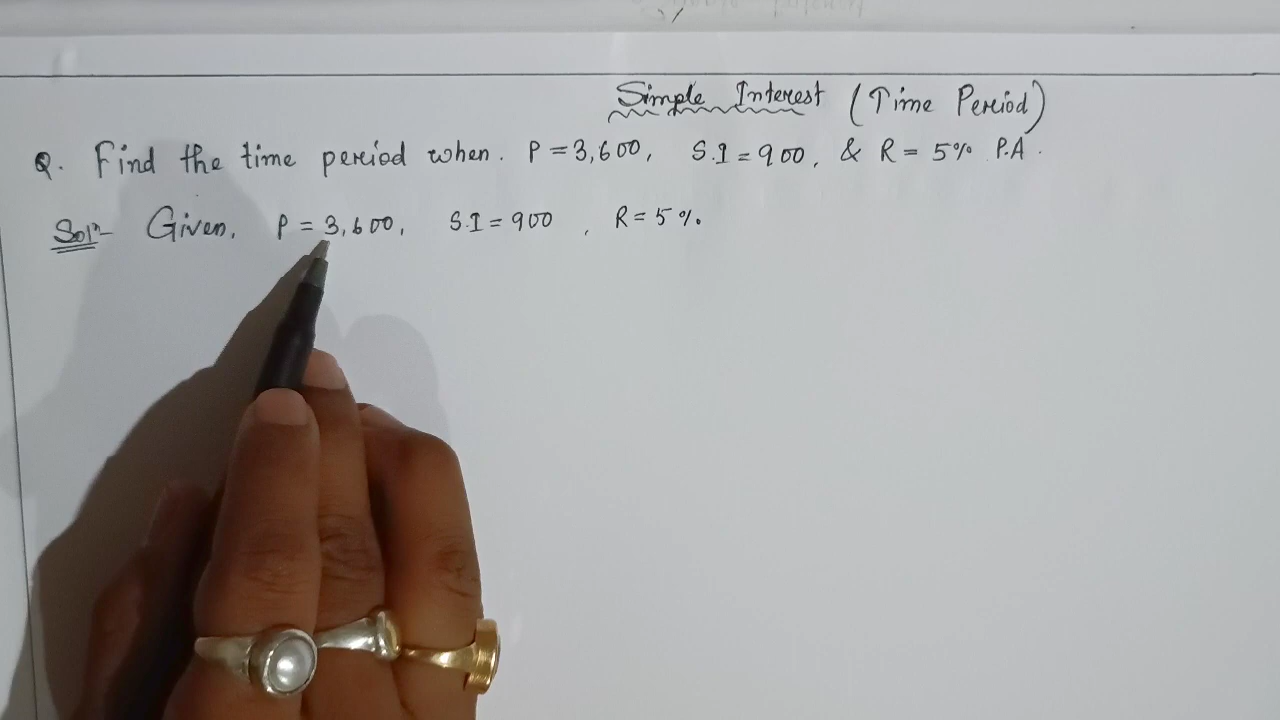 Simple Interest (Time Period)
Q. Find the time period when. P = 3,600, S.I = 900, & R = 5% P.A.
Solⁿ- Given, P = 3,600, S.I = 900, R = 5%.